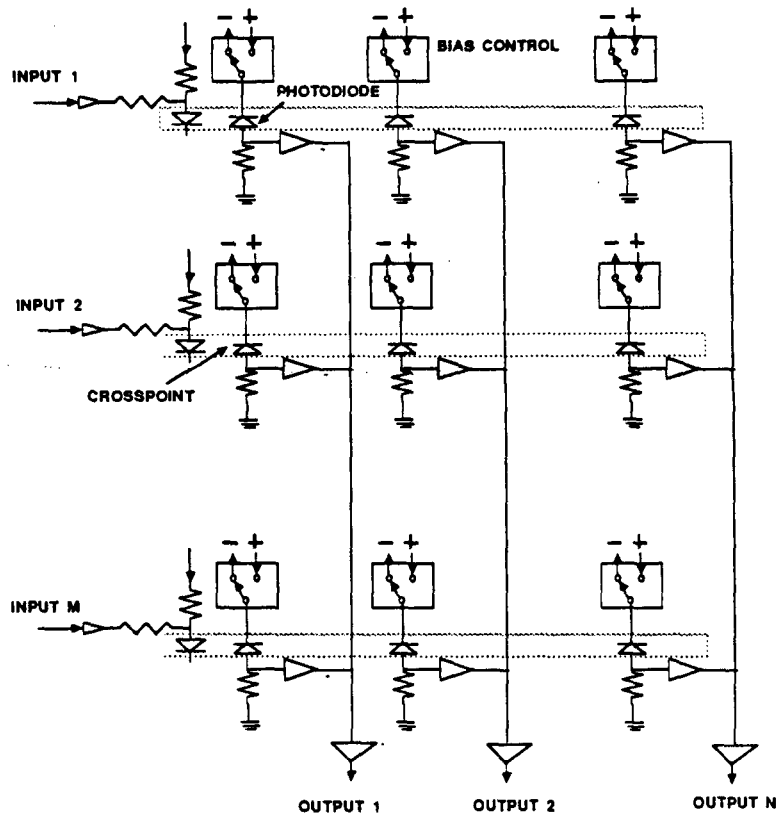 - + - + - +
BIAS CONTROL
INPUT 1
PHOTODIODE
- + - + - +
INPUT 2
CROSSPOINT
- + - + - +
INPUT M
OUTPUT 1
OUTPUT 2
OUTPUT N